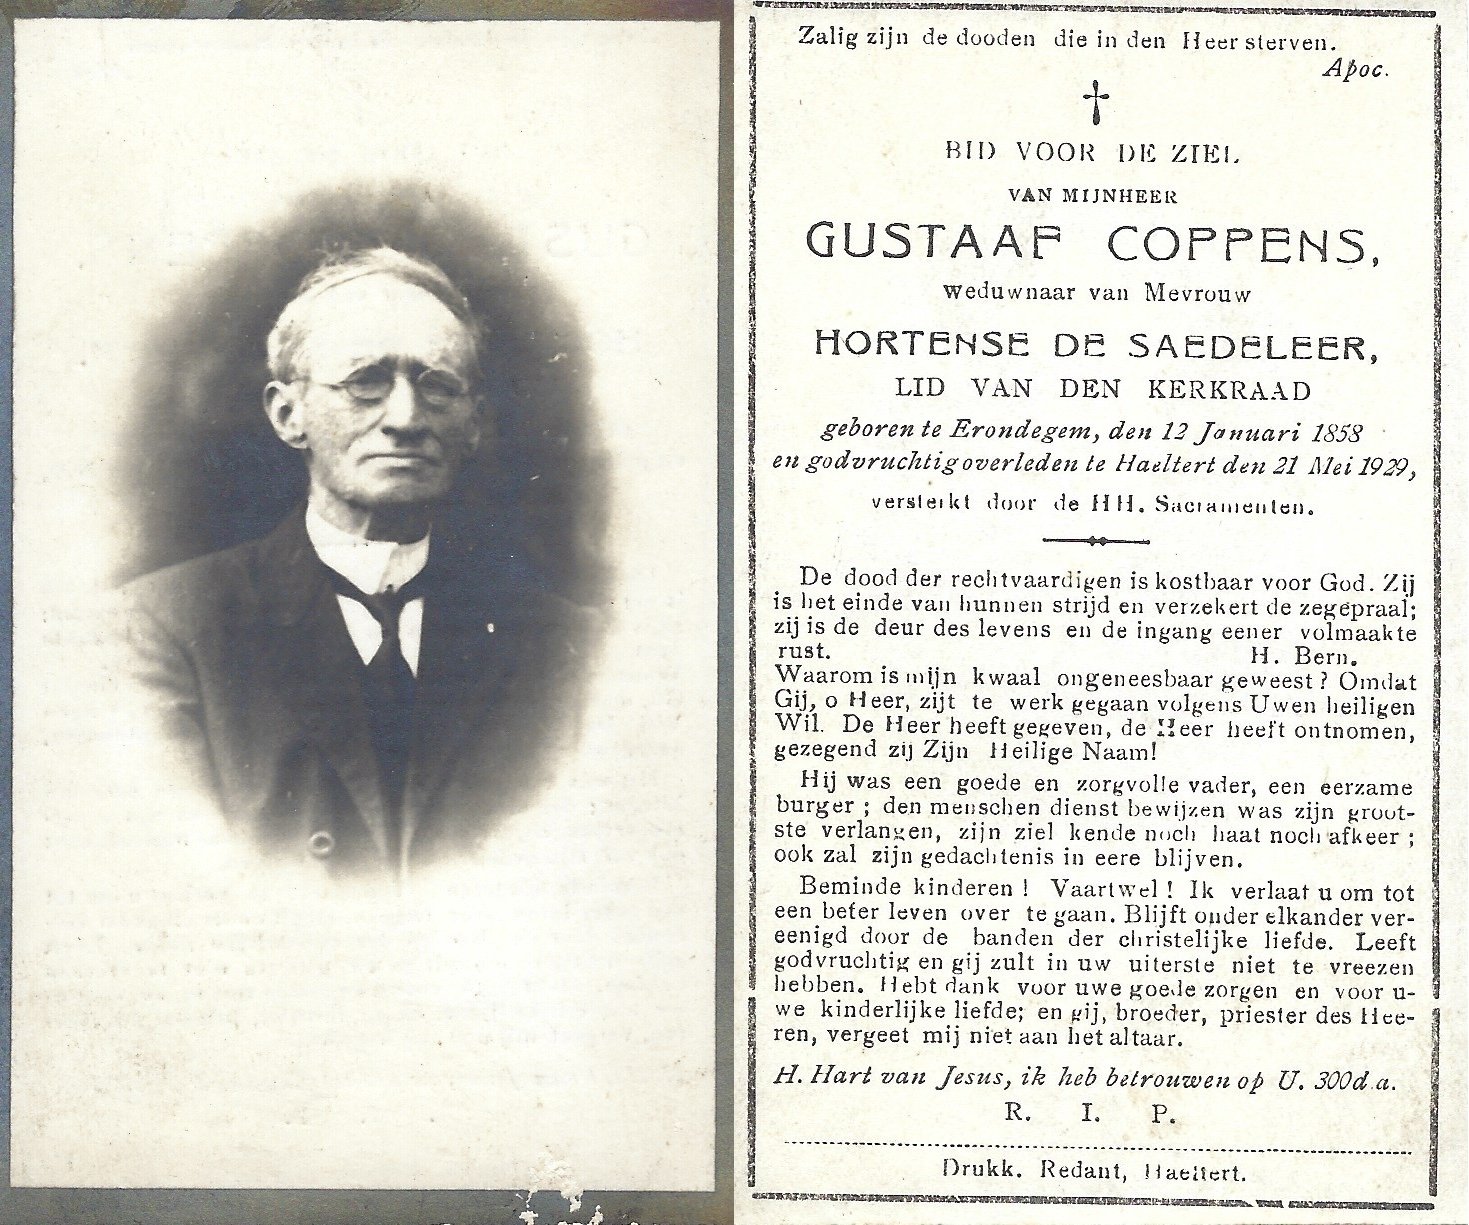 Zalig zijn de dooden die in den Heer sterven.
Apoc.
BID VOOR DE ZIEL
VAN MIJNHEER
GUSTAAF COPPENS,
weduwnaar van Mevrouw
HORTENSE DE SAEDELEER,
LID VAN DEN KERKRAAD
geboren te Erondegem, den 12 Januari 1858
en godvruchtig overleden te Haeltert den 21 Mei 1929,
versterkt door de HH. Sacramenten.
De dood der rechtvaardigen is kostbaar voor God. Zij
is het einde van hunnen strijd en verzekert de zegepraal;
zij is de deur des levens en de ingang eener volmaakte
rust. H. Bern.
Waarom is mijn kwaal ongeneesbaar geweest? Omdat
Gij, o Heer, zijt te werk gegaan volgens Uwen heiligen
Wil. De Heer heeft gegeven, de Heer heeft ontnomen,
gezegend zij Zijn Heilige Naam!
Hij was een goede en zorgvolle vader, een eerzame
burger; den menschen dienst bewijzen was zijn groot-
ste verlangen, zijn ziel kende noch haat noch afkeer;
ook zal zijn gedachtenis in eere blijven.
Beminde kinderen! Vaartwel! Ik verlaat u om tot
een beter leven over te gaan. Blijft onder elkander ver-
eenigd door de banden der christelijke liefde. Leeft
godvruchtig en gij zult in uw uiterste niet te vreezen
hebben. Hebt dank voor uwe goede zorgen en voor u-
we kinderlijke liefde; en gij, broeder, priester des Hee-
ren, vergeet mij niet aan het altaar.
H. Hart van Jesus, ik heb betrouwen op U. 300 d. a.
R. I. P.
Drukk. Redant, Haeltert.